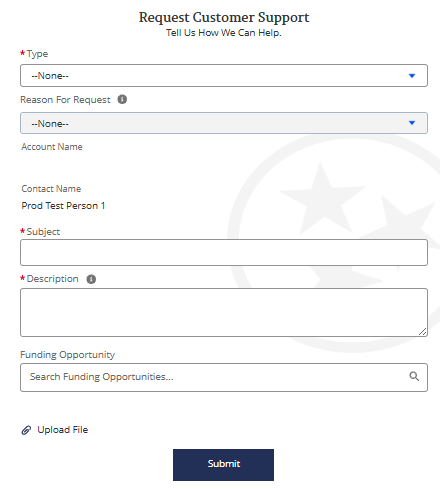 Request Customer Support
Tell Us How We Can Help.
*Type
--None--
Reason For Request
--None--
Account Name
Contact Name
Prod Test Person 1
*Subject
*Description
Funding Opportunity
Search Funding Opportunities...
Upload File
Submit